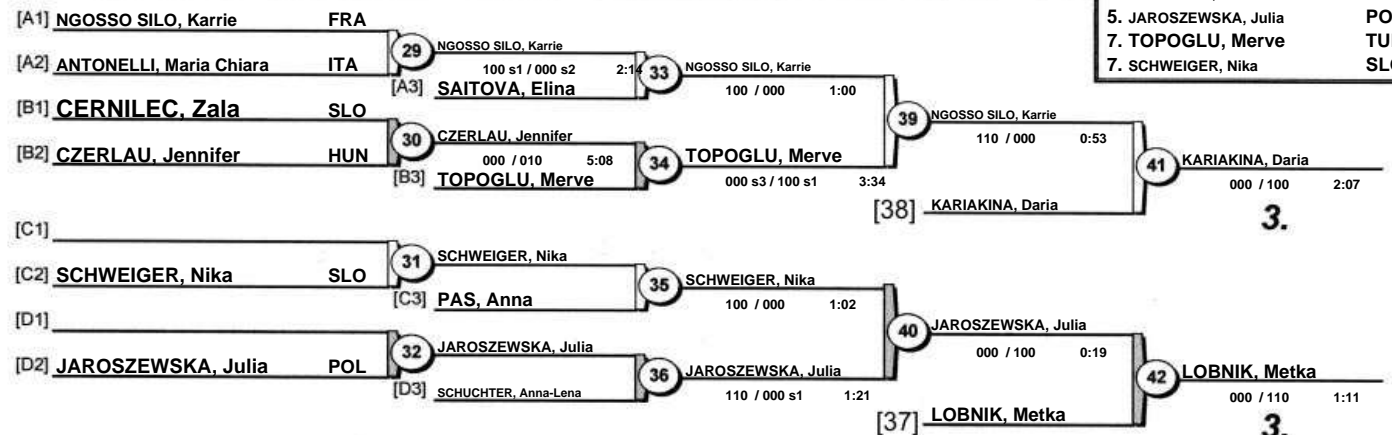 5. JAROSZEWSKA, Julia
7. TOPOGLU, Merve
7. SCHWEIGER, Nika
[A1] NGOSSO SILO, Karrie FRA
29 NGOSSO SILO, Karrie
[A2] ANTONELLI, Maria Chiara ITA
100 s1 / 000 s2 2:14
33 NGOSSO SILO, Karrie
[A3] SAITOVA, Elina
100 / 000 1:00
[B1] CERNILEC, Zala SLO
39 NGOSSO SILO, Karrie
30 CZERLAU, Jennifer
110 / 000 0:53
[B2] CZERLAU, Jennifer HUN
000 / 010 5:08
34 TOPOGLU, Merve
41 KARIAKINA, Daria
[B3] TOPOGLU, Merve
000 s3 / 100 s1 3:34
000 / 100 2:07
[38] KARIAKINA, Daria
3.
[C1]
31 SCHWEIGER, Nika
[C2] SCHWEIGER, Nika SLO
35 SCHWEIGER, Nika
[C3] PAS, Anna
100 / 000 1:02
[D1]
40 JAROSZEWSKA, Julia
32 JAROSZEWSKA, Julia
000 / 100 0:19
[D2] JAROSZEWSKA, Julia POL
36 JAROSZEWSKA, Julia
42 LOBNIK, Metka
[D3] SCHUCHTER, Anna-Lena
110 / 000 s1 1:21
000 / 110 1:11
[37] LOBNIK, Metka
3.